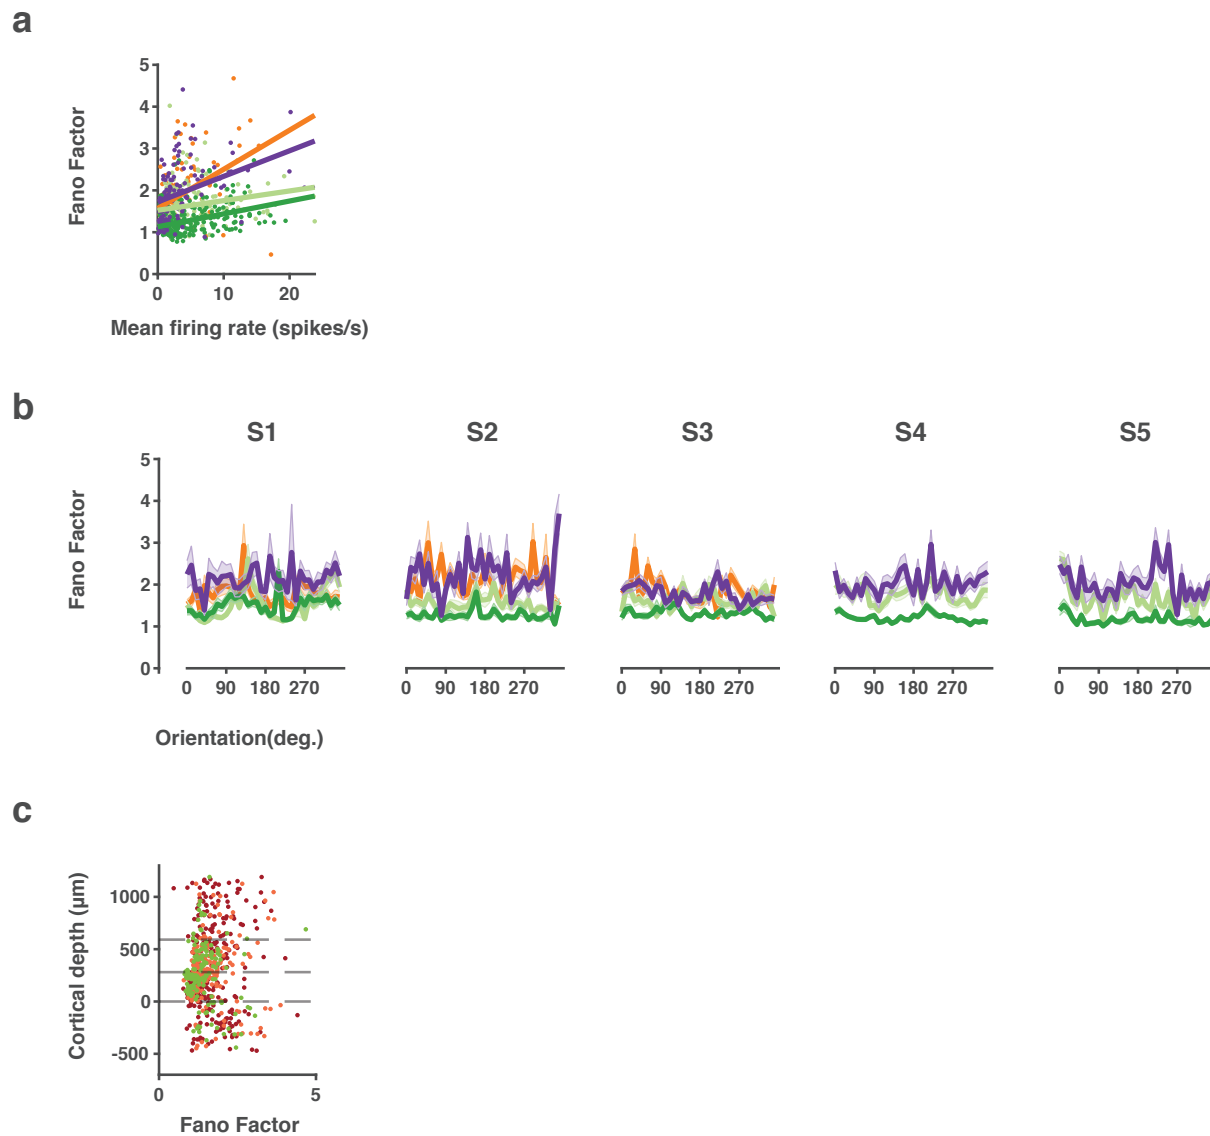 a
Fano Factor
5
4
3
2
1
0
0 10 20
Mean firing rate (spikes/s)
b
S1 S2 S3 S4 S5
Fano Factor
5
4
3
2
1
0
0 90 180 270 0 90 180 270 0 90 180 270 0 90 180 270 0 90 180 270
Orientation(deg.)
c
Cortical depth (µm)
1000
500
0
-500
0 5
Fano Factor